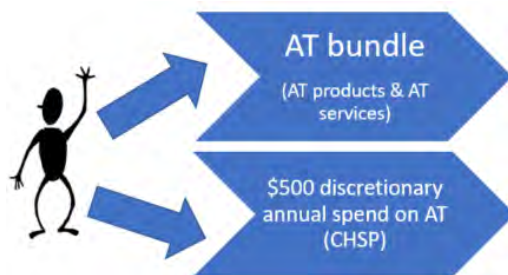 AT bundle
(AT products & AT
services)
$500 discretionary
annual spend on AT
(CHSP)